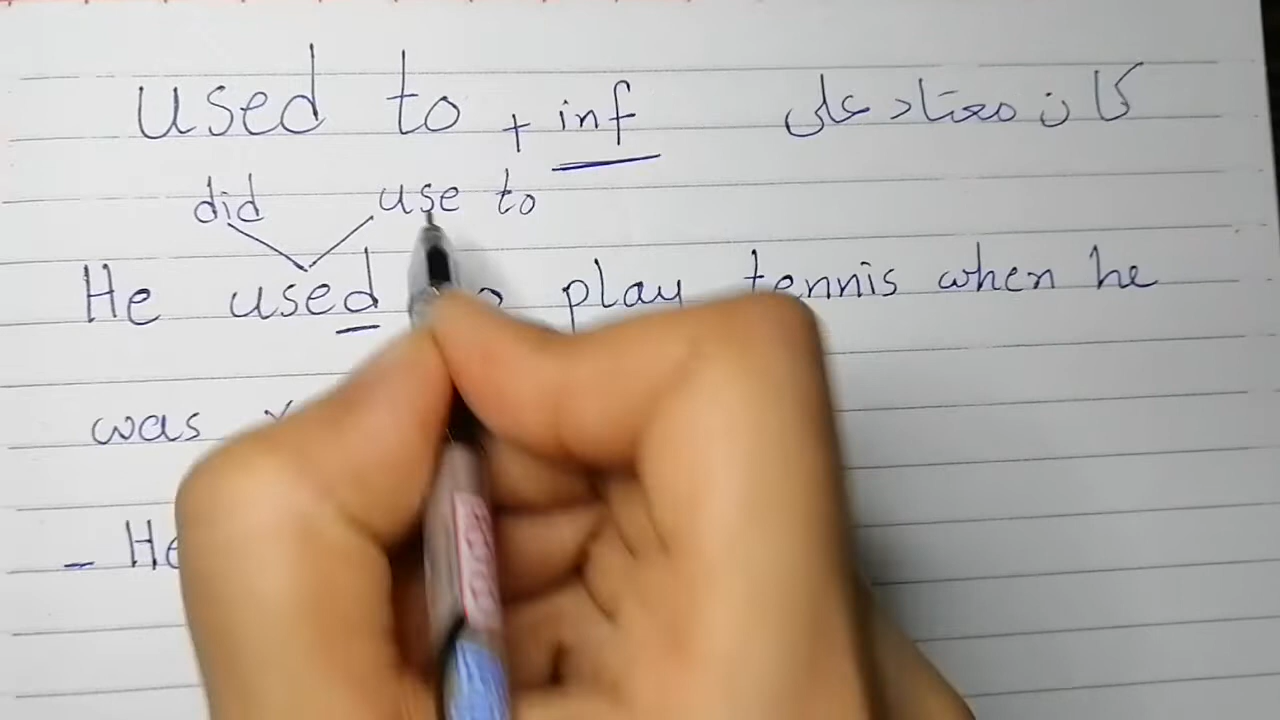 used to + inf كان معتاد على
did use to
He used play tennis when he
was
- He